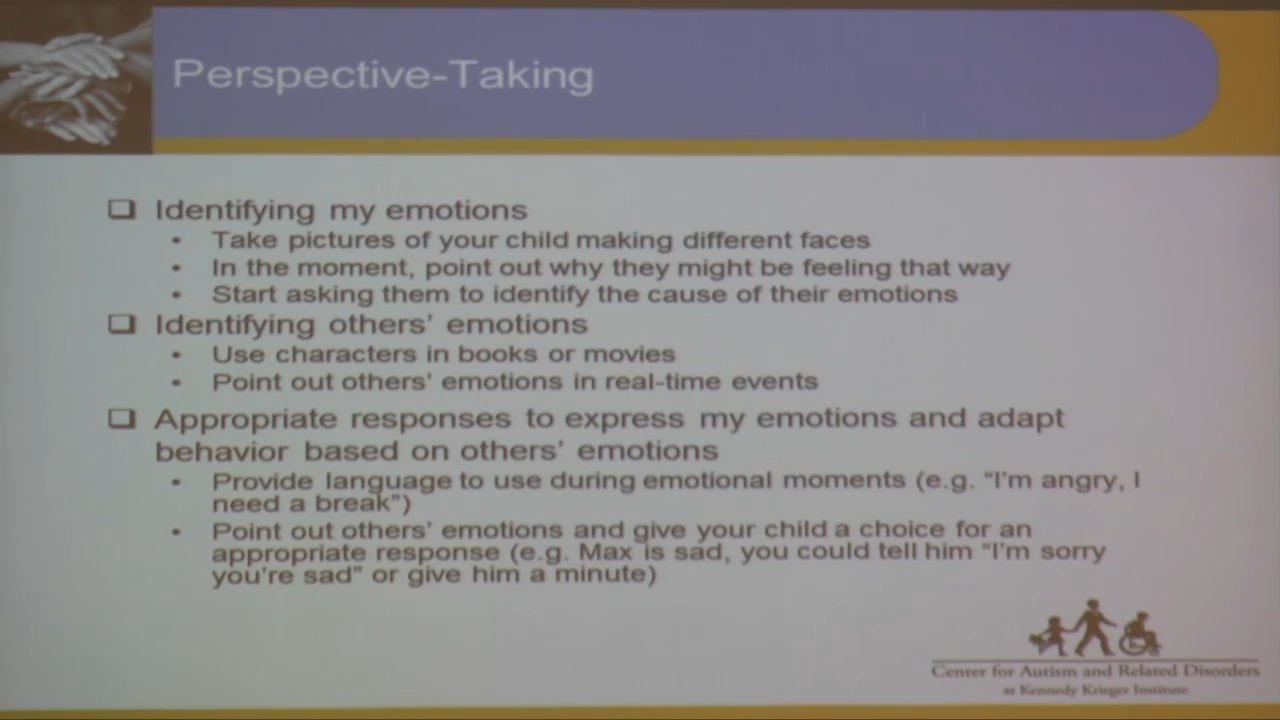 Perspective-Taking
❑ Identifying my emotions
• Take pictures of your child making different faces
• In the moment, point out why they might be feeling that way
• Start asking them to identify the cause of their emotions
❑ Identifying others' emotions
• Use characters in books or movies
• Point out others' emotions in real-time events
❑ Appropriate responses to express my emotions and adapt
behavior based on others' emotions
• Provide language to use during emotional moments (e.g. "I'm angry, I
need a break")
• Point out others' emotions and give your child a choice for an
appropriate response (e.g. Max is sad, you could tell him "I'm sorry
you're sad" or give him a minute)
Center for Autism and Related Disorders
at Kennedy Krieger Institute